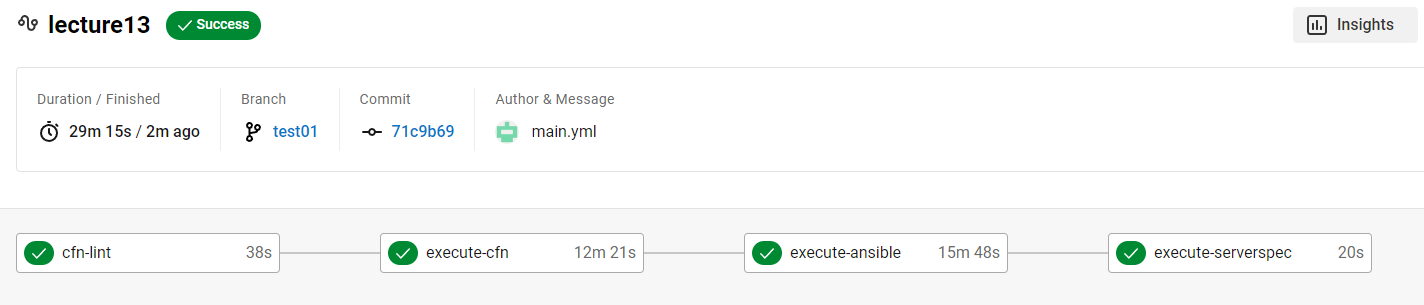 lecture13 Success Insights
Duration / Finished Branch Commit Author & Message
29m 15s / 2m ago test01 71c9b69 main.yml
cfn-lint 38s execute-cfn 12m 21s execute-ansible 15m 48s execute-serverspec 20s